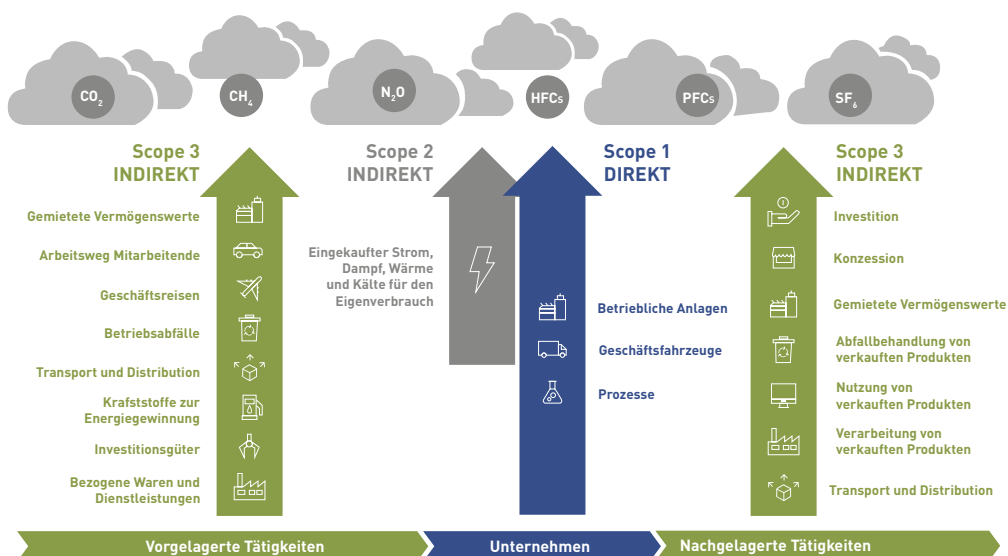 CO₂
CH₄
N₂O
HFCs
PFCs
SF₆
Scope 3
INDIREKT
Gemietete Vermögenswerte
Arbeitsweg Mitarbeitende
Geschäftsreisen
Betriebsabfälle
Transport und Distribution
Krafststoffe zur
Energiegewinnung
Investitionsgüter
Bezogene Waren und
Dienstleistungen
Scope 2
INDIREKT
Eingekaufter Strom,
Dampf, Wärme
und Kälte für den
Eigenverbrauch
Scope 1
DIREKT
Betriebliche Anlagen
Geschäftsfahrzeuge
Prozesse
Scope 3
INDIREKT
Investition
Konzession
Gemietete Vermögenswerte
Abfallbehandlung von
verkauften Produkten
Nutzung von
verkauften Produkten
Verarbeitung von
verkauften Produkten
Transport und Distribution
Vorgelagerte Tätigkeiten
Unternehmen
Nachgelagerte Tätigkeiten